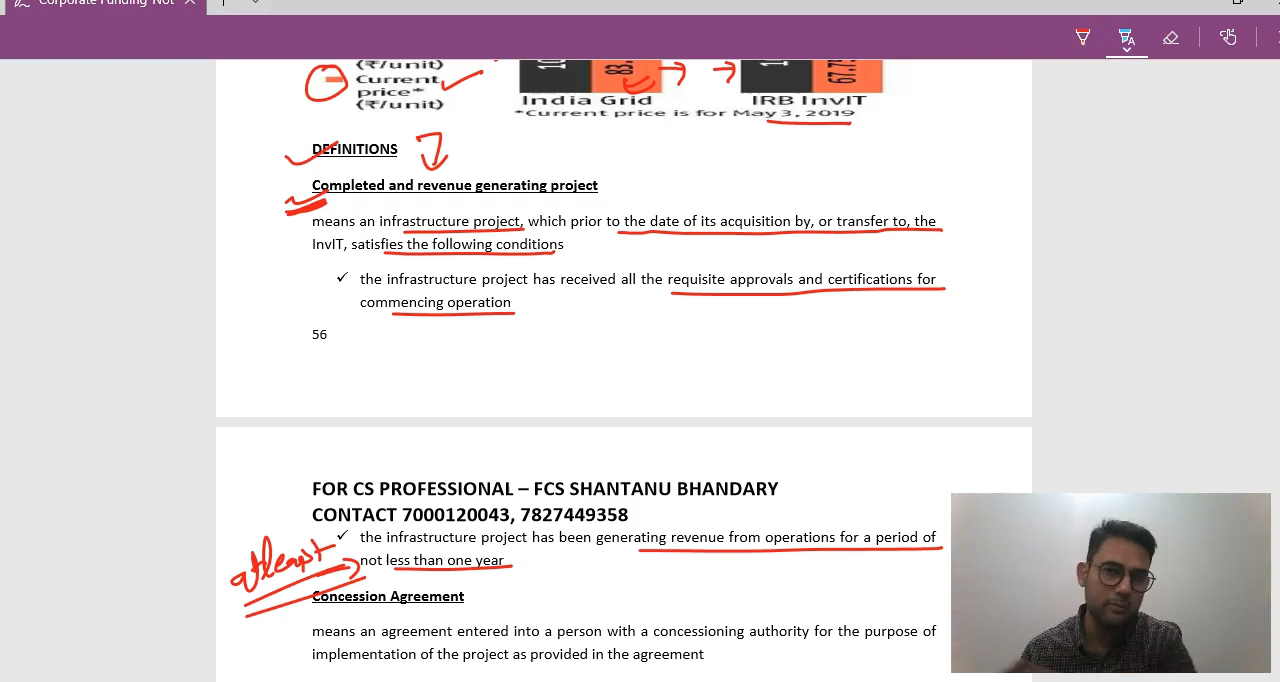 Corporate Funding-Not
(₹/unit)
Current
price*
(₹/unit)
India Grid
IRB InvIT
*Current price is for May 3, 2019
DEFINITIONS
Completed and revenue generating project
means an infrastructure project, which prior to the date of its acquisition by, or transfer to, the
InvIT, satisfies the following conditions
✓ the infrastructure project has received all the requisite approvals and certifications for
commencing operation
56
FOR CS PROFESSIONAL – FCS SHANTANU BHANDARY
CONTACT 7000120043, 7827449358
✓ the infrastructure project has been generating revenue from operations for a period of
not less than one year
Concession Agreement
means an agreement entered into a person with a concessioning authority for the purpose of
implementation of the project as provided in the agreement